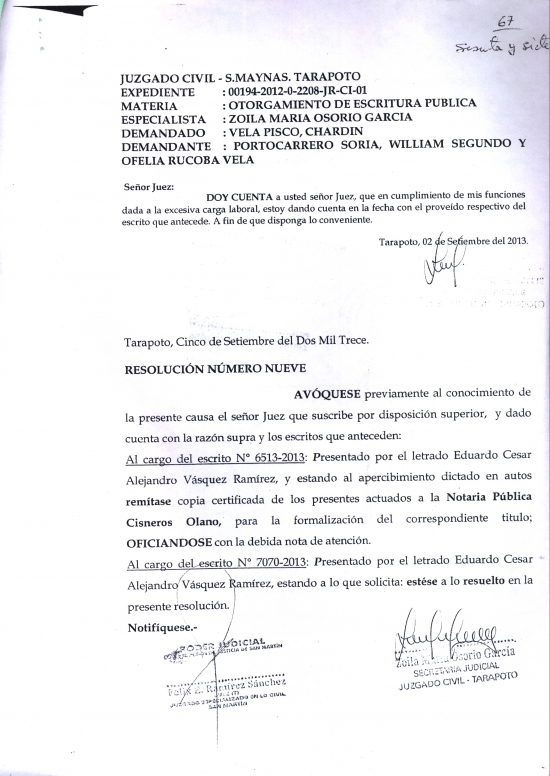 67
Sesenta y siete
JUZGADO CIVIL - S.MAYNAS. TARAPOTO
EXPEDIENTE : 00194-2012-0-2208-JR-CI-01
MATERIA : OTORGAMIENTO DE ESCRITURA PUBLICA
ESPECIALISTA : ZOILA MARIA OSORIO GARCIA
DEMANDADO : VELA PISCO, CHARDIN
DEMANDANTE : PORTOCARRERO SORIA, WILLIAM SEGUNDO Y
OFELIA RUCOBA VELA
Señor Juez:
DOY CUENTA a usted señor Juez, que en cumplimiento de mis funciones
dada a la excesiva carga laboral, estoy dando cuenta en la fecha con el proveído respectivo del
escrito que antecede. A fin de que disponga lo conveniente.
Tarapoto, 02 de Setiembre del 2013.
Tarapoto, Cinco de Setiembre del Dos Mil Trece.
RESOLUCIÓN NÚMERO NUEVE
AVÓQUESE previamente al conocimiento de
la presente causa el señor Juez que suscribe por disposición superior, y dado
cuenta con la razón supra y los escritos que anteceden:
Al cargo del escrito N° 6513-2013: Presentado por el letrado Eduardo Cesar
Alejandro Vásquez Ramírez, y estando al apercibimiento dictado en autos
remítase copia certificada de los presentes actuados a la Notaria Pública
Cisneros Olano, para la formalización del correspondiente titulo;
OFICIANDOSE con la debida nota de atención.
Al cargo del escrito N° 7070-2013: Presentado por el letrado Eduardo Cesar
Alejandro Vásquez Ramírez, estando a lo que solicita: estése a lo resuelto en la
presente resolución.
Notifíquese.-
PODER JUDICIAL
JUSTICIA DE SAN MARTIN
Felix E. Ramírez Sánchez
JUEZ
JUZGADO ESPECIALIZADO EN LO CIVIL
SAN MARTIN
Zoila Osorio García
SECRETARIA JUDICIAL
JUZGADO CIVIL - TARAPOTO